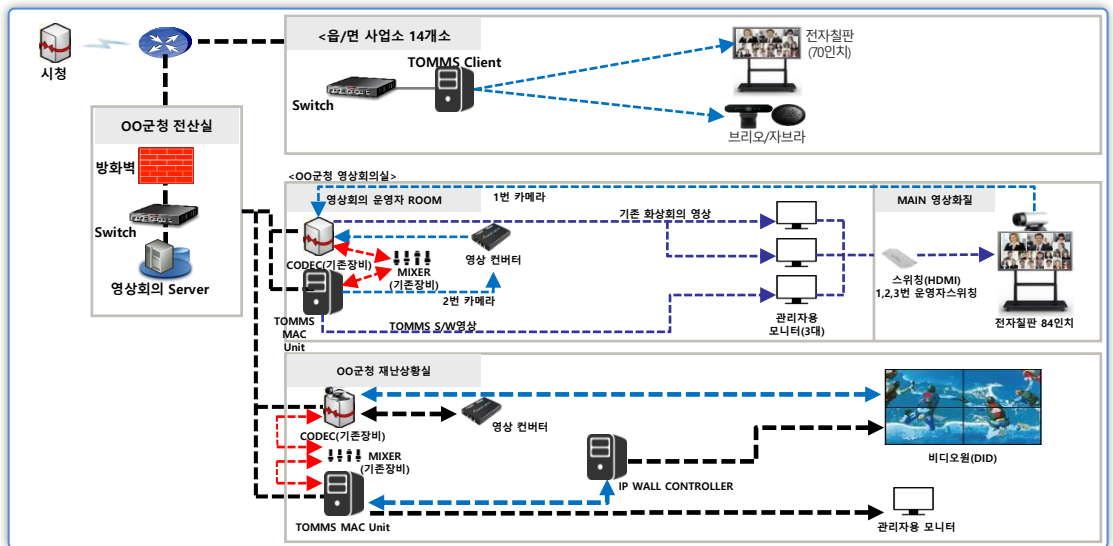 시청
<읍/면 사업소 14개소
TOMMS Client
Switch
전자칠판
(70인치)
브리오/자브라
OO군청 전산실
방화벽
Switch
영상회의 Server
<OO군청 영상회의실>
영상회의 운영자 ROOM
1번 카메라
MAIN 영상화질
기존 화상회의 영상
CODEC(기존장비)
MIXER
(기존장비)
영상 컨버터
2번 카메라
TOMMS
MAC
Unit
TOMMS S/W영상
관리자용
모니터(3대)
스위칭(HDMI)
1,2,3번 운영자스위칭
전자칠판 84인치
OO군청 재난상황실
CODEC(기존장비)
영상 컨버터
MIXER
(기존장비)
TOMMS MAC Unit
IP WALL CONTROLLER
비디오원(DID)
관리자용 모니터